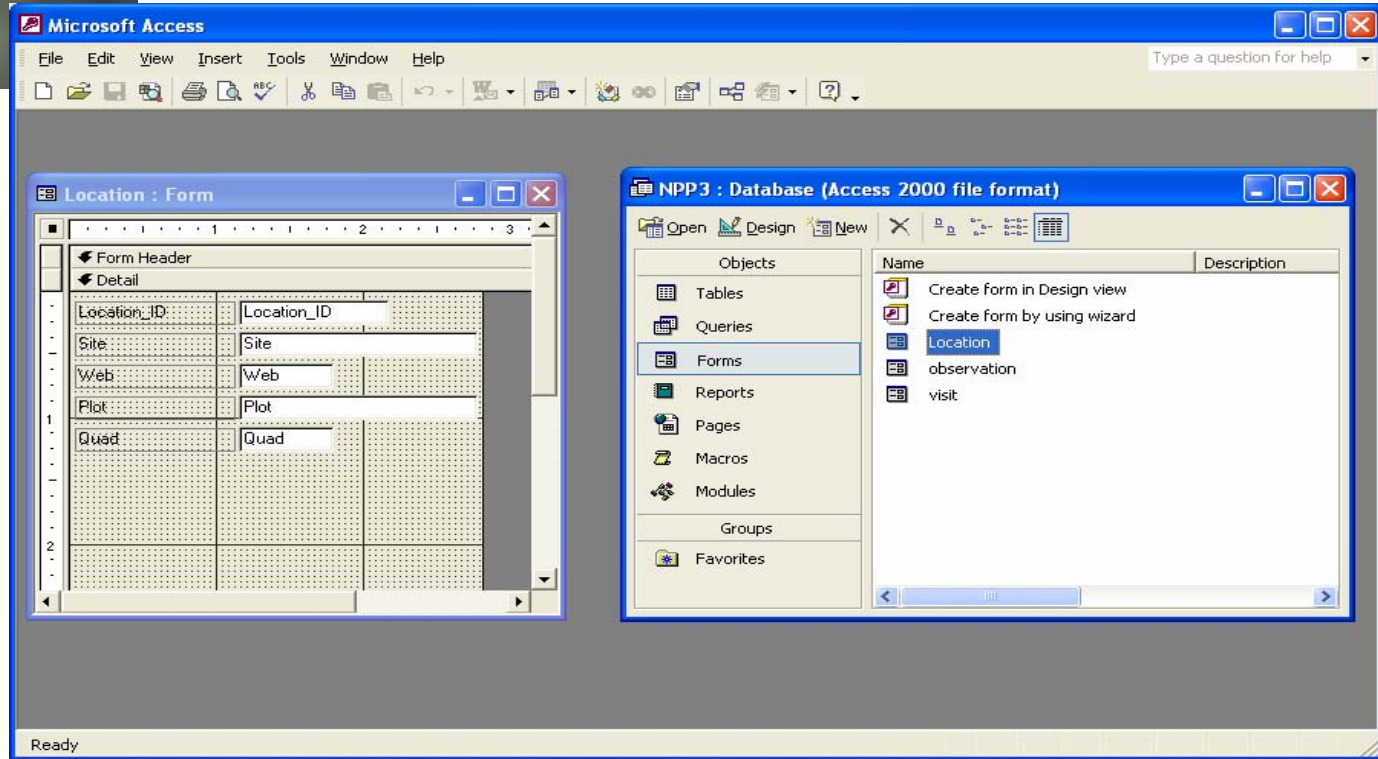 Microsoft Access
File Edit View Insert Tools Window Help
Type a question for help
Location : Form
1 2 3
Form Header
Detail
Location_ID: Location_ID
Site: Site
Web: Web
Plot: Plot
1
Quad: Quad
2
NPP3 : Database (Access 2000 file format)
Open Design New
Objects
Tables
Queries
Forms
Reports
Pages
Macros
Modules
Groups
Favorites
Name Description
Create form in Design view
Create form by using wizard
Location
observation
visit
Ready